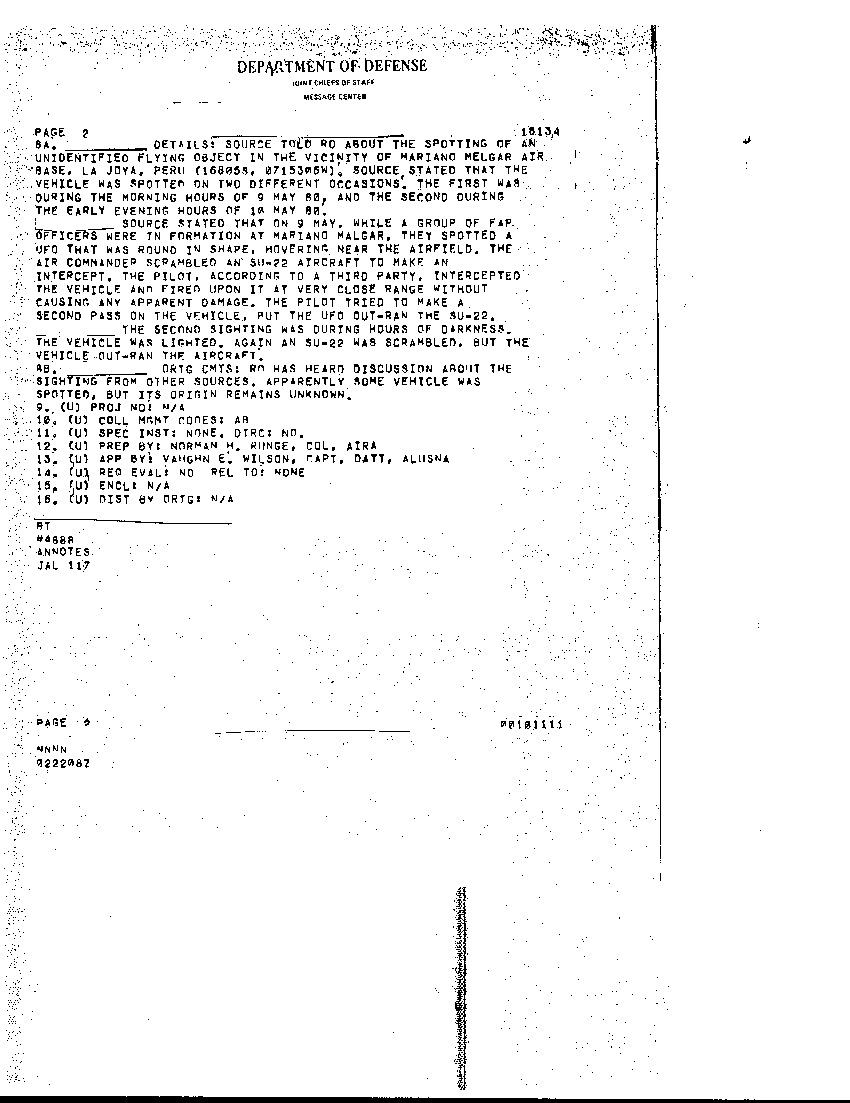 DEPARTMENT OF DEFENSE
JOINT CHIEFS OF STAFF
MESSAGE CENTER
PAGE 2 16134
8A. DETAILS: SOURCE TOLD RO ABOUT THE SPOTTING OF AN
UNIDENTIFIED FLYING OBJECT IN THE VICINITY OF MARIANO MELGAR AIR
BASE, LA JOYA, PERU (16805S, 0715306W). SOURCE STATED THAT THE
VEHICLE WAS SPOTTED ON TWO DIFFERENT OCCASIONS. THE FIRST WAS
DURING THE MORNING HOURS OF 9 MAY 80, AND THE SECOND DURING
THE EARLY EVENING HOURS OF 10 MAY 80.
SOURCE STATED THAT ON 9 MAY, WHILE A GROUP OF FAP
OFFICERS WERE IN FORMATION AT MARIANO MALGAR, THEY SPOTTED A
UFO THAT WAS ROUND IN SHAPE, HOVERING NEAR THE AIRFIELD. THE
AIR COMMANDER SCRAMBLED AN SU-22 AIRCRAFT TO MAKE AN
INTERCEPT. THE PILOT, ACCORDING TO A THIRD PARTY, INTERCEPTED
THE VEHICLE AND FIRED UPON IT AT VERY CLOSE RANGE WITHOUT
CAUSING ANY APPARENT DAMAGE. THE PILOT TRIED TO MAKE A
SECOND PASS ON THE VEHICLE, BUT THE UFO OUT-RAN THE SU-22.
THE SECOND SIGHTING WAS DURING HOURS OF DARKNESS.
THE VEHICLE WAS LIGHTED. AGAIN AN SU-22 WAS SCRAMBLED, BUT THE
VEHICLE OUT-RAN THE AIRCRAFT.
8B. ORIG CMTS: RO HAS HEARD DISCUSSION ABOUT THE
SIGHTING FROM OTHER SOURCES. APPARENTLY SOME VEHICLE WAS
SPOTTED, BUT ITS ORIGIN REMAINS UNKNOWN.
9. (U) PROJ NO: N/A
10. (U) COLL MGMT CODES: AB
11. (U) SPEC INST: NONE. DIRC: NO.
12. (U) PREP BY: NORMAN H. RUNGE, COL, AIRA
13. (U) APP BY: VAUGHN E. WILSON, CAPT, DATT, ALUSNA
14. (U) REQ EVAL: NO REL TO: NONE
15. (U) ENCL: N/A
16. (U) DIST BY ORIG: N/A
BT
#4888
ANNOTES
JAL 117
PAGE 00101111
NNNN
0222087